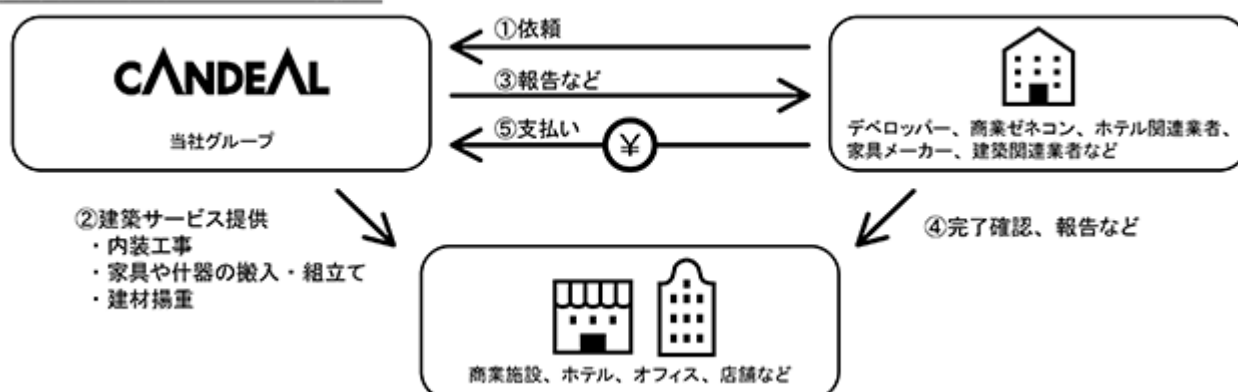 CANDEAL
当社グループ
①依頼
③報告など
⑤支払い
¥
デベロッパー、商業ゼネコン、ホテル関連業者、
家具メーカー、建築関連業者など
②建築サービス提供
・内装工事
・家具や什器の搬入・組立て
・建材揚重
④完了確認、報告など
商業施設、ホテル、オフィス、店舗など